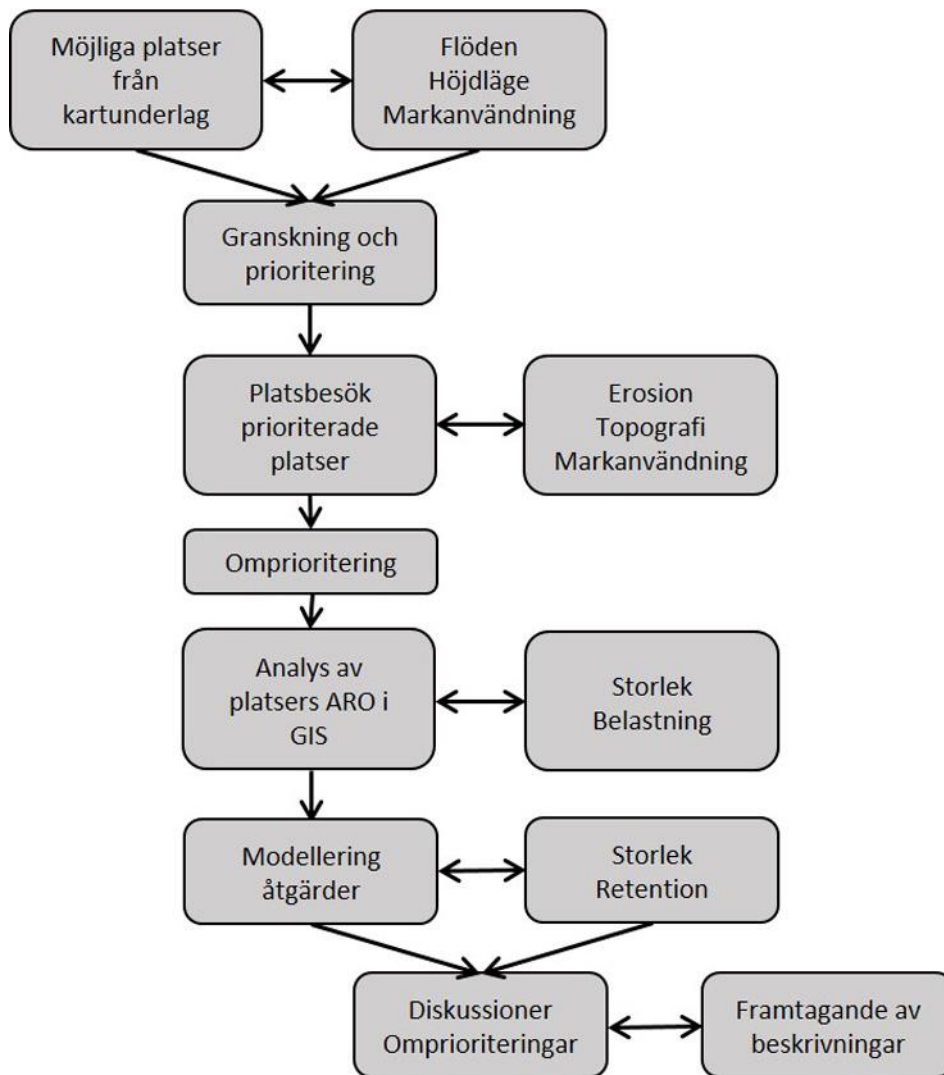 Möjliga platser
från
kartunderlag
Flöden
Höjdläge
Markanvändning
Granskning och
prioritering
Platsbesök
prioriterade
platser
Erosion
Topografi
Markanvändning
Omprioritering
Analys av
platsers ARO i
GIS
Storlek
Belastning
Modellering
åtgärder
Storlek
Retention
Diskussioner
Omprioriteringar
Framtagande av
beskrivningar